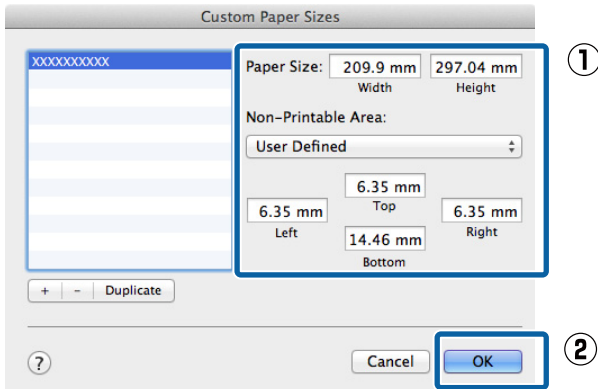 Custom Paper Sizes
XXXXXXXXXX
Paper Size: 209.9 mm 297.04 mm
Width Height
Non-Printable Area:
User Defined
6.35 mm
Top
6.35 mm 6.35 mm
Left Right
14.46 mm
Bottom
+ - Duplicate
? Cancel OK
①
②